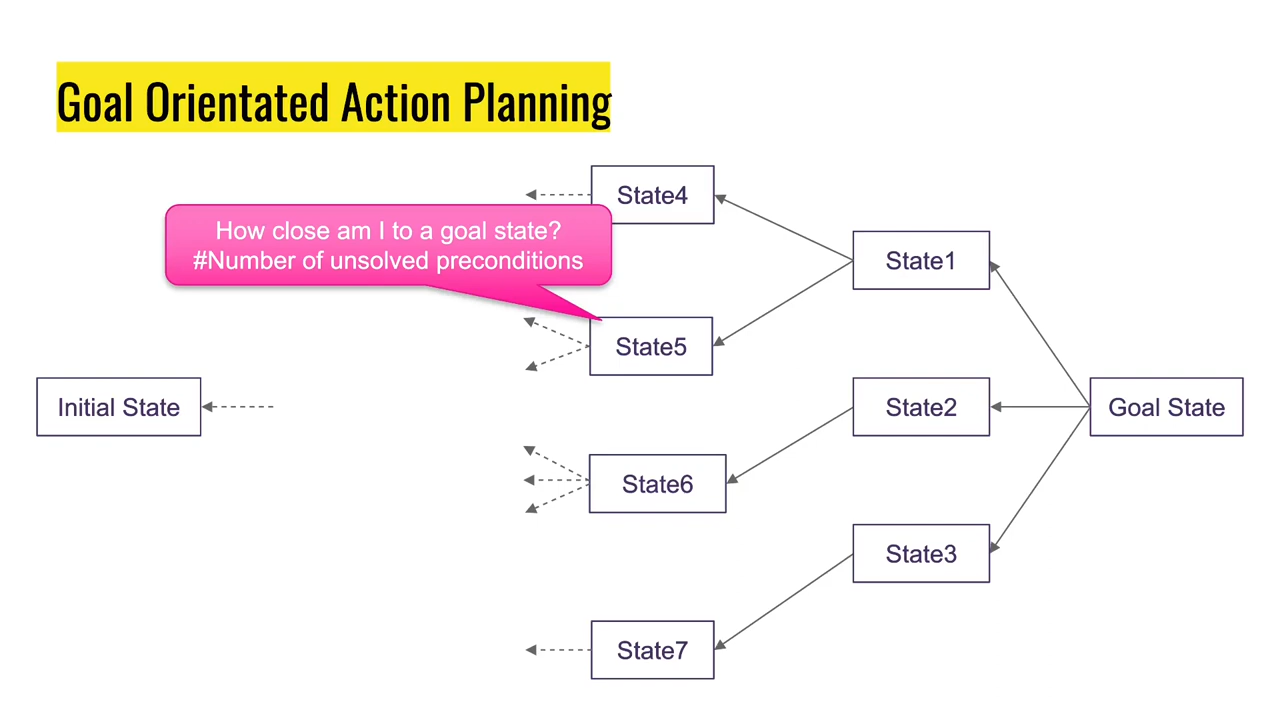 Goal Orientated Action Planning
State4
How close am I to a goal state?
#Number of unsolved preconditions
State1
State5
Initial State
State2
Goal State
State6
State3
State7